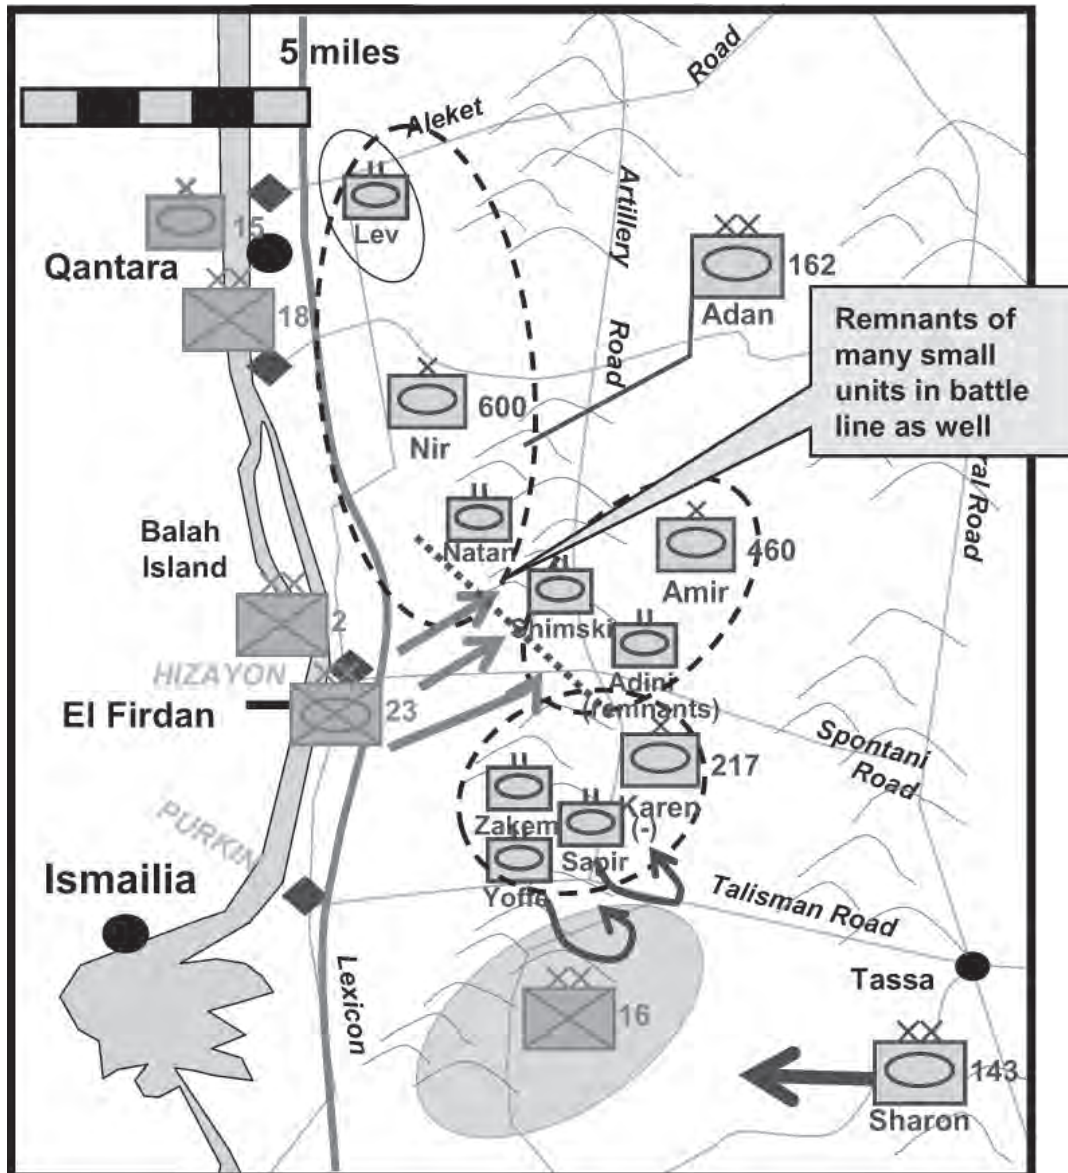 5 miles
Road
Aleket
15
Lev
Artillery
Road
Qantara
162
Adan
18
Remnants of
many small
units in battle
line as well
600
Nir
ral Road
Balah
Island
Natan
460
Amir
Shimski
2
HIZAYON
Adini
(remnants)
El Firdan
23
217
Spontani
Road
Karen
(-)
Zakem
Sapir
PURKIN
Yoffe
Ismailia
Talisman Road
Lexicon
Tassa
16
143
Sharon